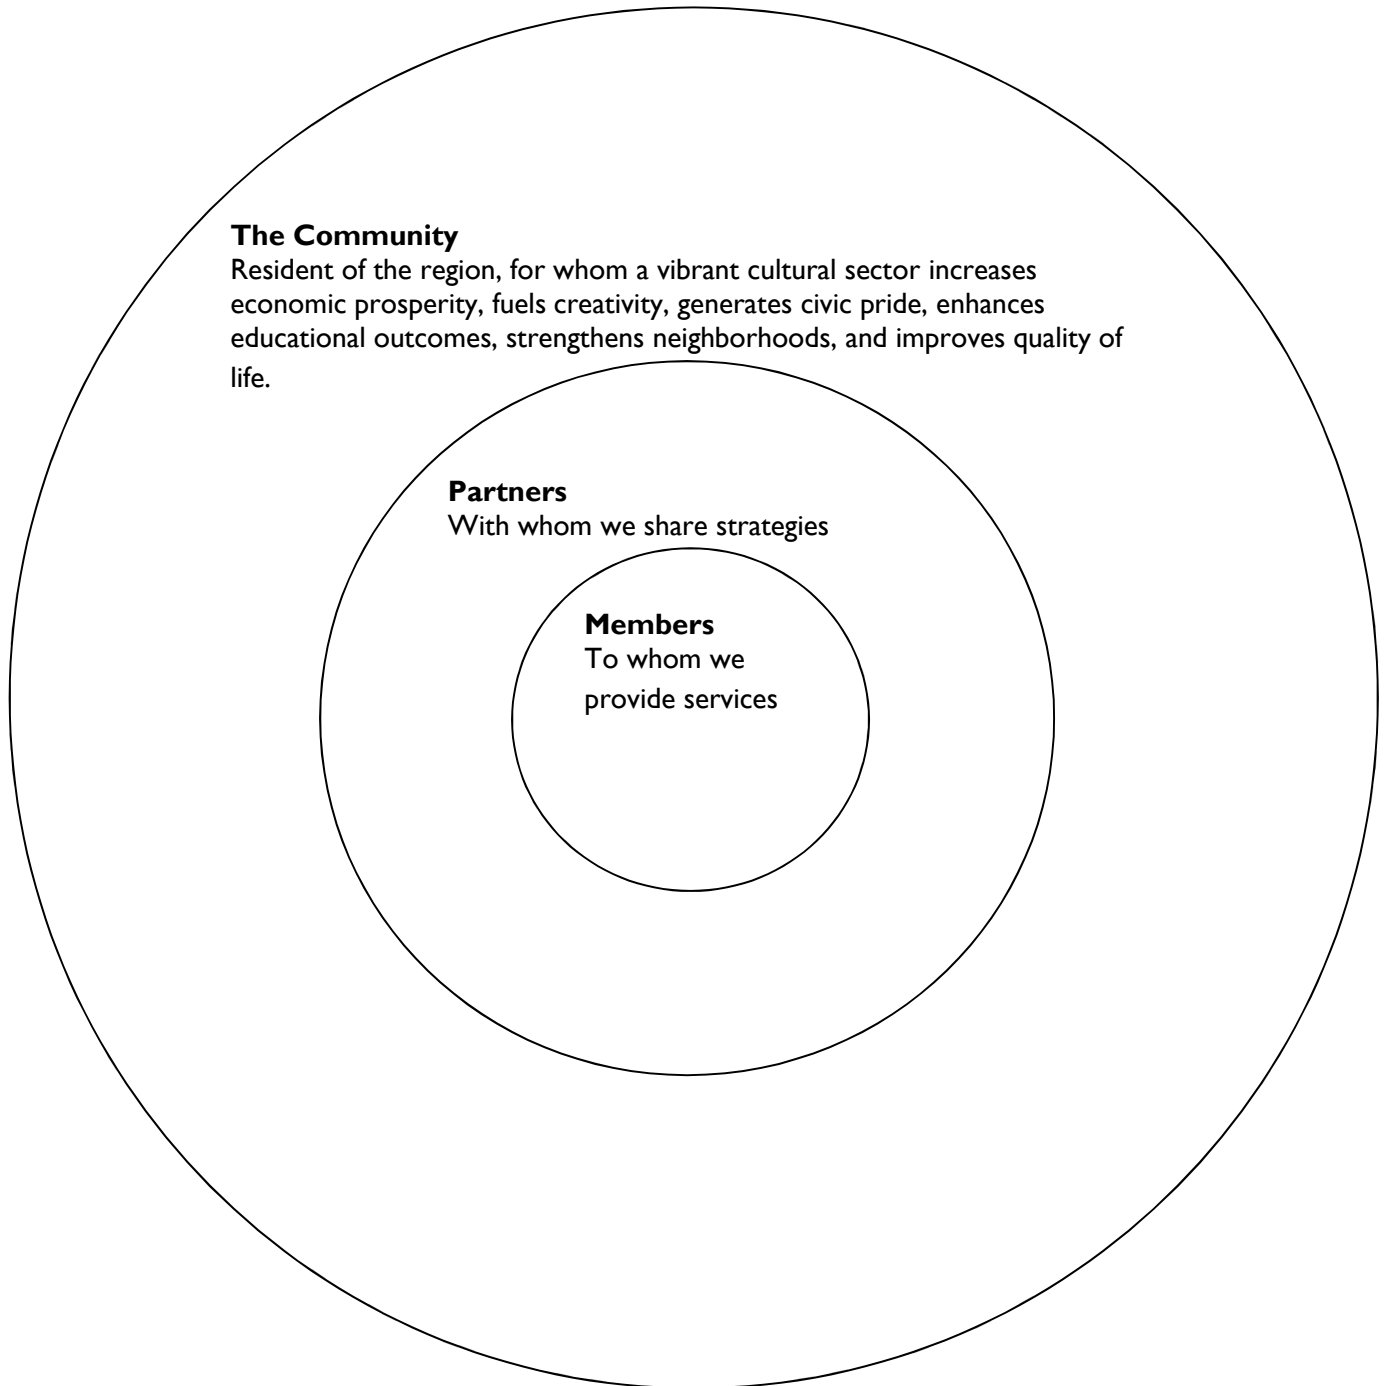 The Community
Resident of the region, for whom a vibrant cultural sector increases
economic prosperity, fuels creativity, generates civic pride, enhances
educational outcomes, strengthens neighborhoods, and improves quality of
life.
Partners
With whom we share strategies
Members
To whom we
provide services